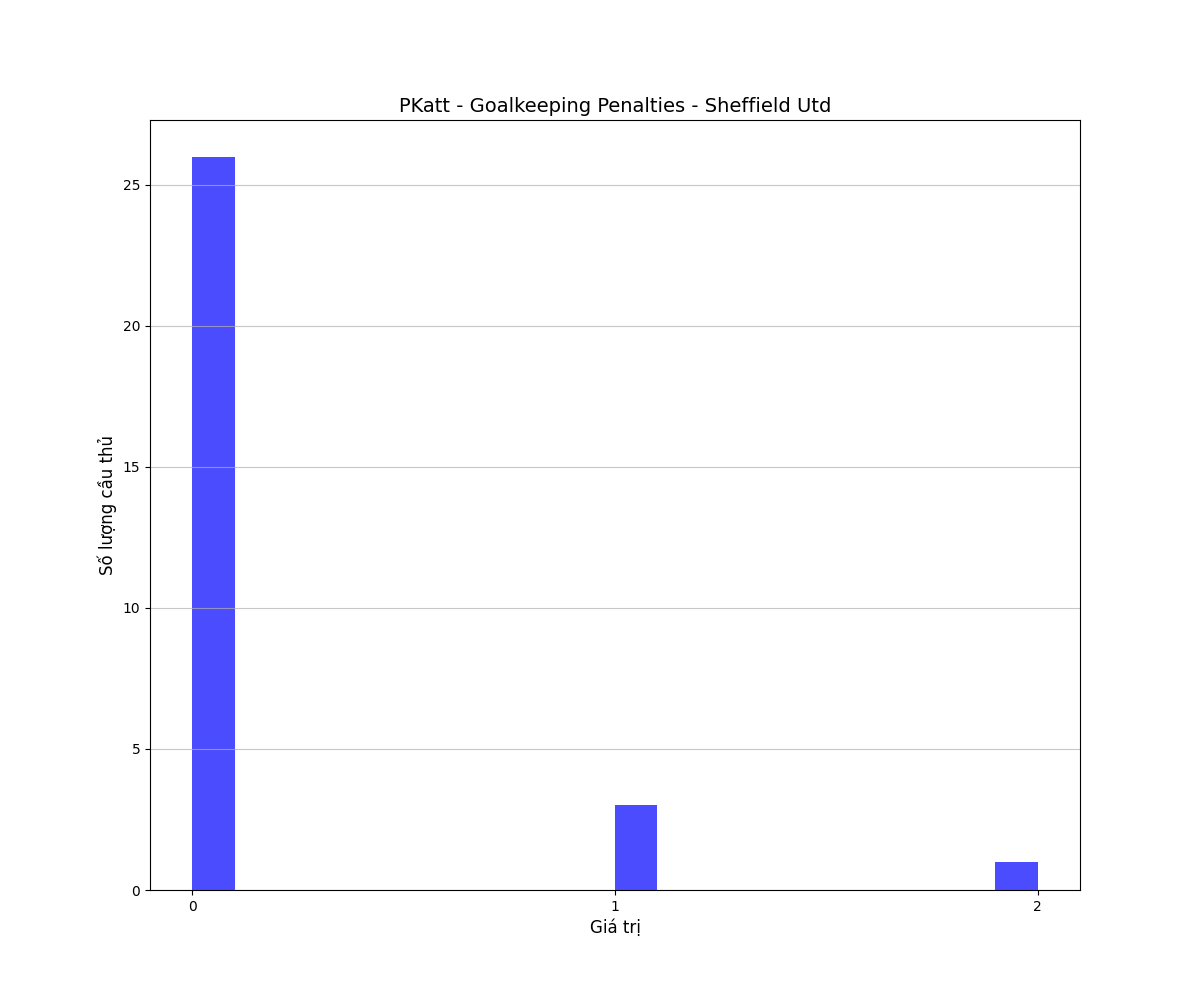 PKatt - Goalkeeping Penalties - Sheffield Utd
Số lượng cầu thủ
25
20
15
10
5
0
0 1 2
Giá trị